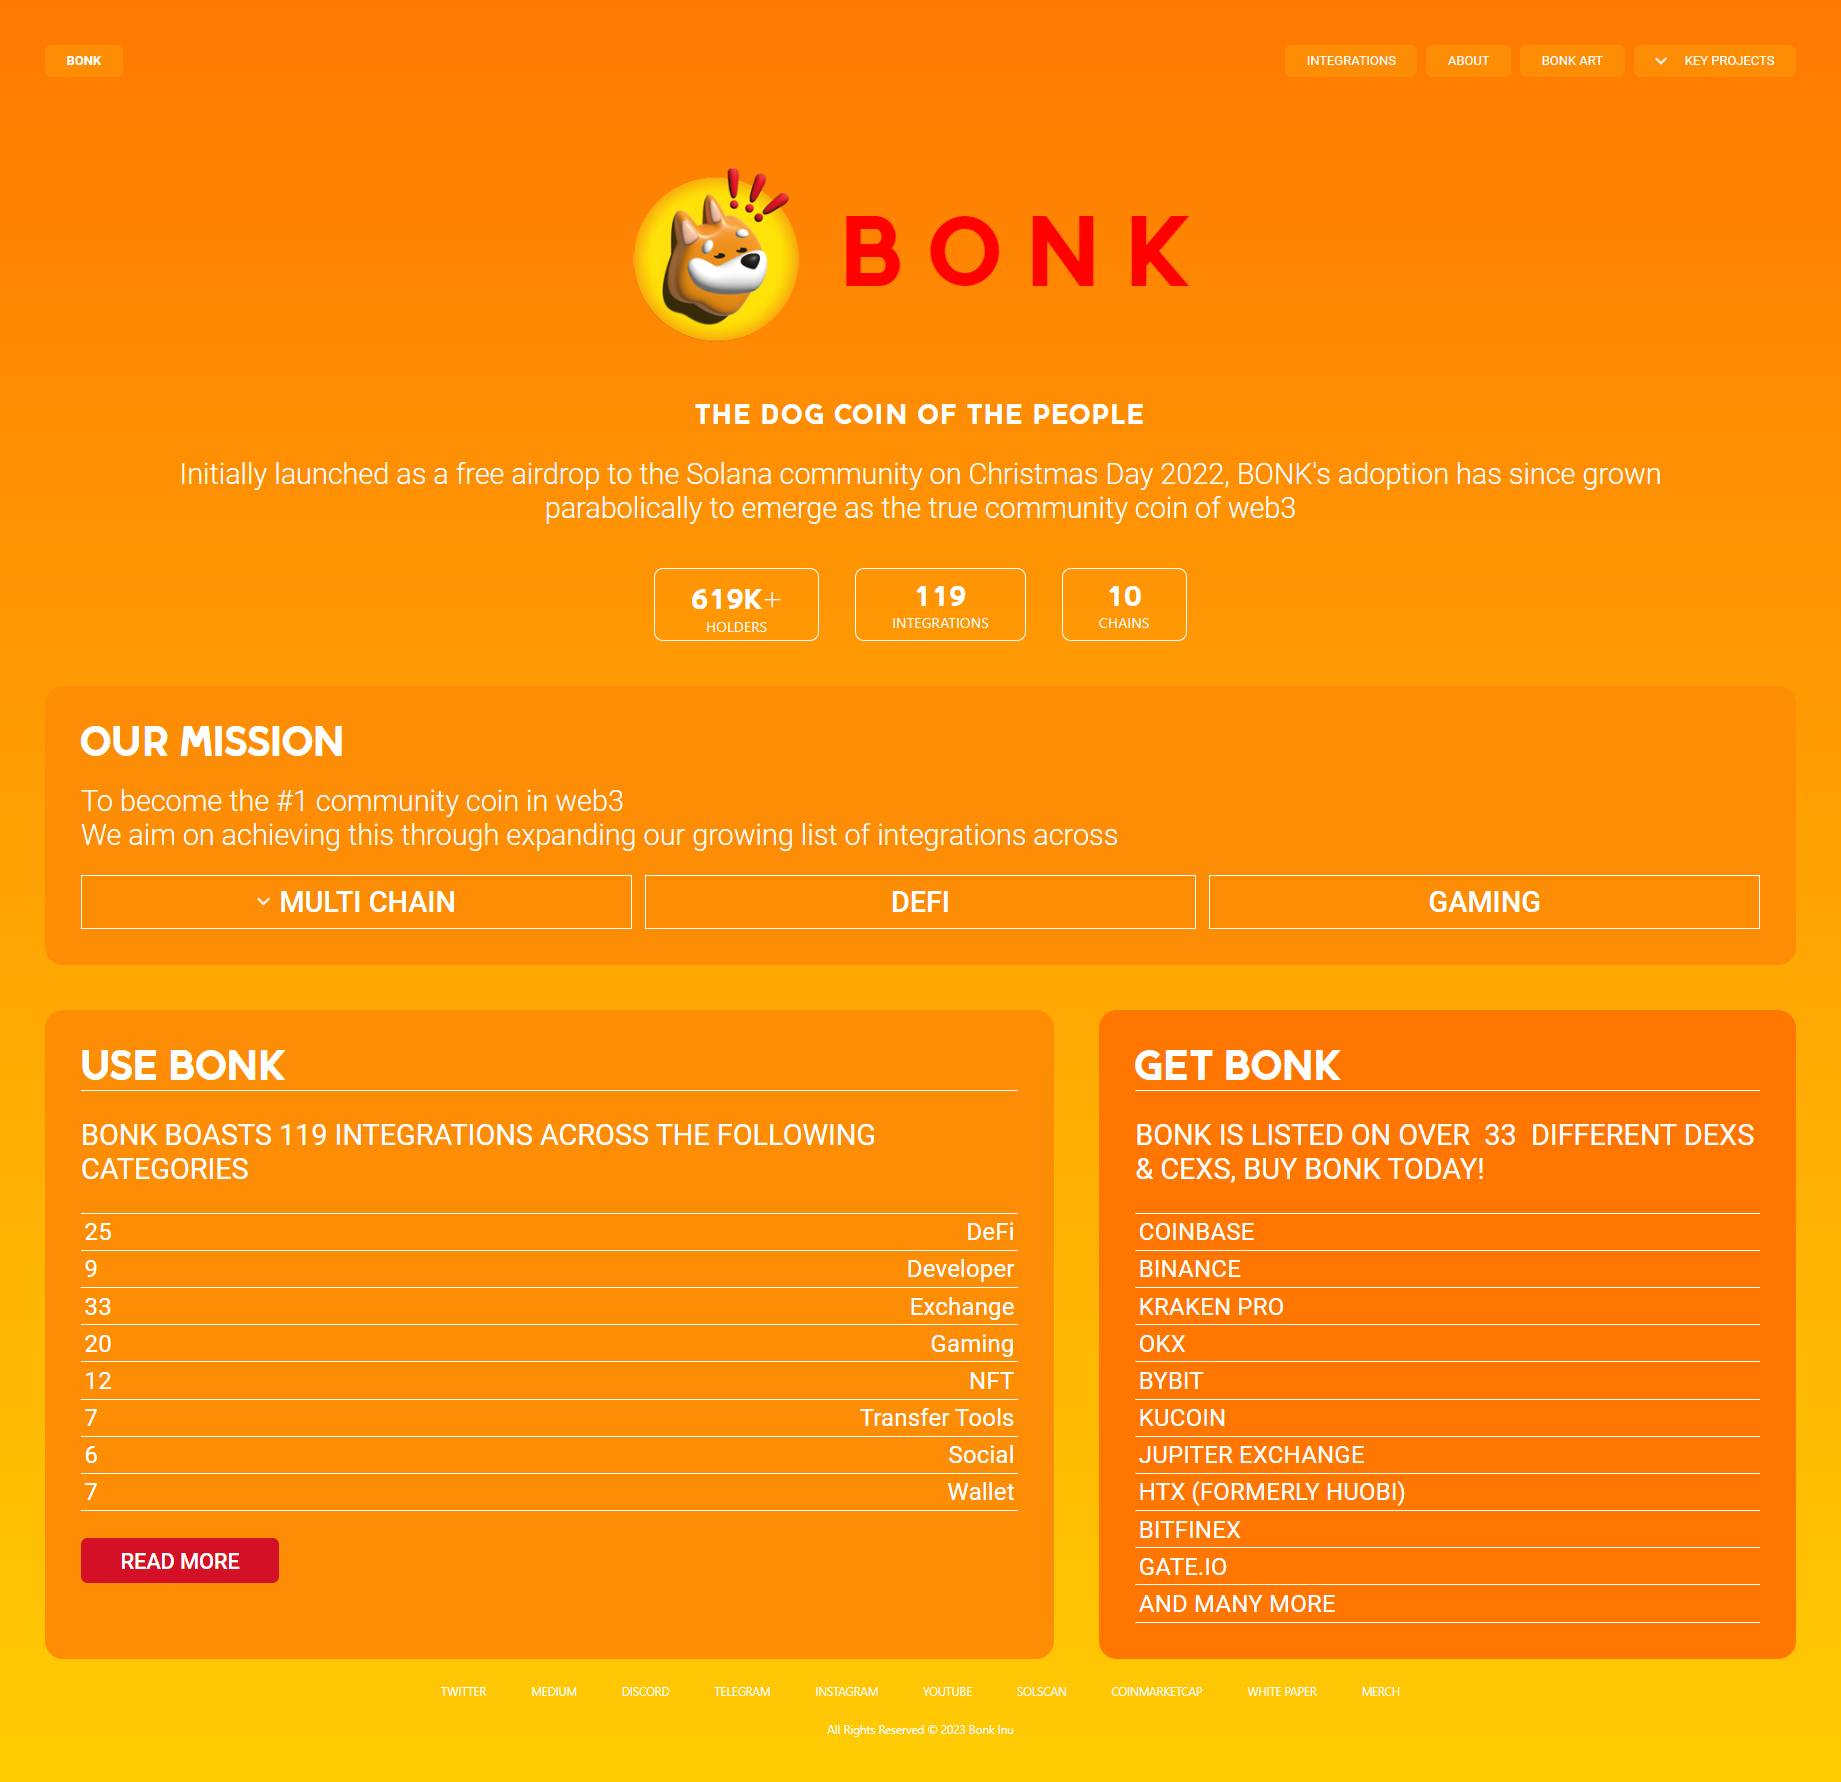 BONK
INTEGRATIONS
ABOUT
BONK ART
KEY PROJECTS
BONK
THE DOG COIN OF THE PEOPLE
Initially launched as a free airdrop to the Solana community on Christmas Day 2022, BONK's adoption has since grown
parabolically to emerge as the true community coin of web3
619K+
HOLDERS
119
INTEGRATIONS
10
CHAINS
OUR MISSION
To become the #1 community coin in web3
We aim on achieving this through expanding our growing list of integrations across
MULTI CHAIN
DEFI
GAMING
USE BONK
BONK BOASTS 119 INTEGRATIONS ACROSS THE FOLLOWING
CATEGORIES
25 DeFi
9 Developer
33 Exchange
20 Gaming
12 NFT
7 Transfer Tools
6 Social
7 Wallet
READ MORE
GET BONK
BONK IS LISTED ON OVER 33 DIFFERENT DEXS
& CEXS, BUY BONK TODAY!
COINBASE
BINANCE
KRAKEN PRO
OKX
BYBIT
KUCOIN
JUPITER EXCHANGE
HTX (FORMERLY HUOBI)
BITFINEX
GATE.IO
AND MANY MORE
TWITTER
MEDIUM
DISCORD
TELEGRAM
INSTAGRAM
YOUTUBE
SOLSCAN
COINMARKETCAP
WHITE PAPER
MERCH
All Rights Reserved © 2023 Bonk Inu